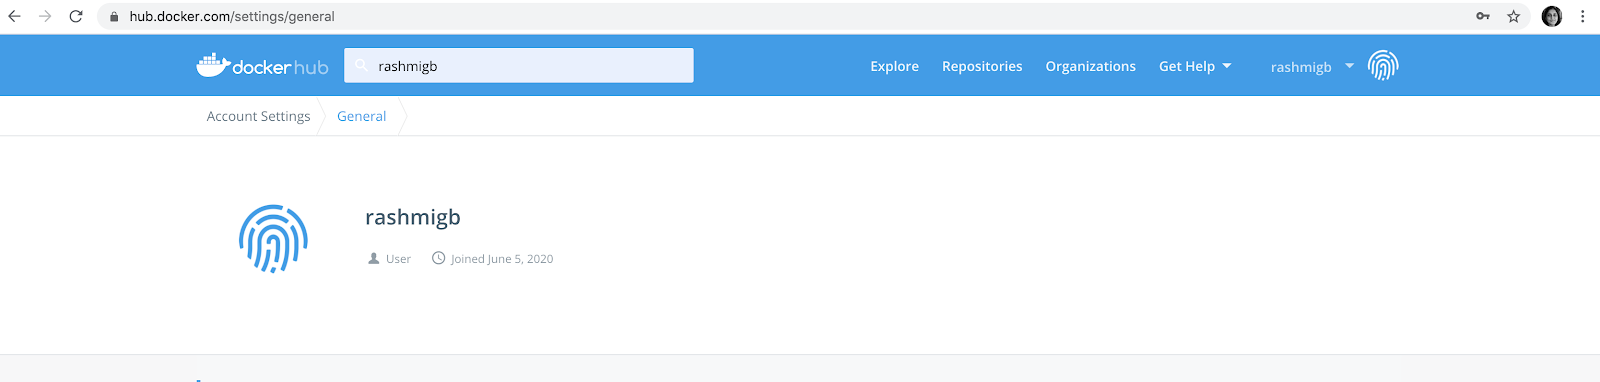 hub.docker.com/settings/general
docker hub rashmigb Explore Repositories Organizations Get Help rashmigb
Account Settings General
rashmigb
User Joined June 5, 2020